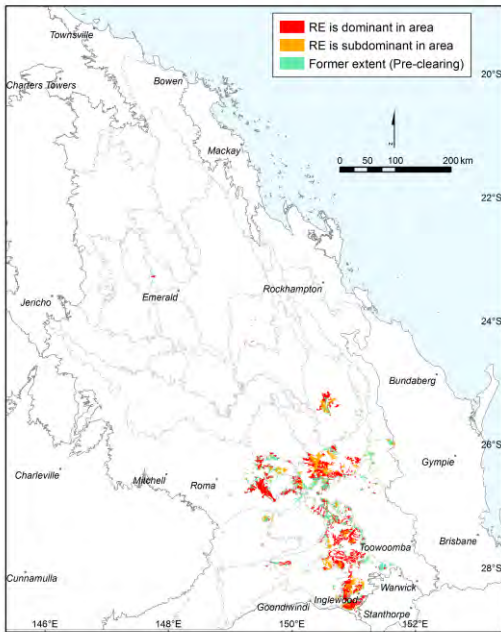 RE is dominant in area
RE is subdominant in area
Former extent (Pre-clearing)
Townsville
Charters Towers
Bowen
20°S
Mackay
0 50 100 200 km
22°S
Emerald
Rockhampton
Jericho
24°S
Bundaberg
26°S
Charleville
Mitchell
Roma
Gympie
Toowoomba
Brisbane
Cunnamulla
28°S
Goondiwindi
Inglewood
Warwick
Stanthorpe
146°E
148°E
150°E
152°E